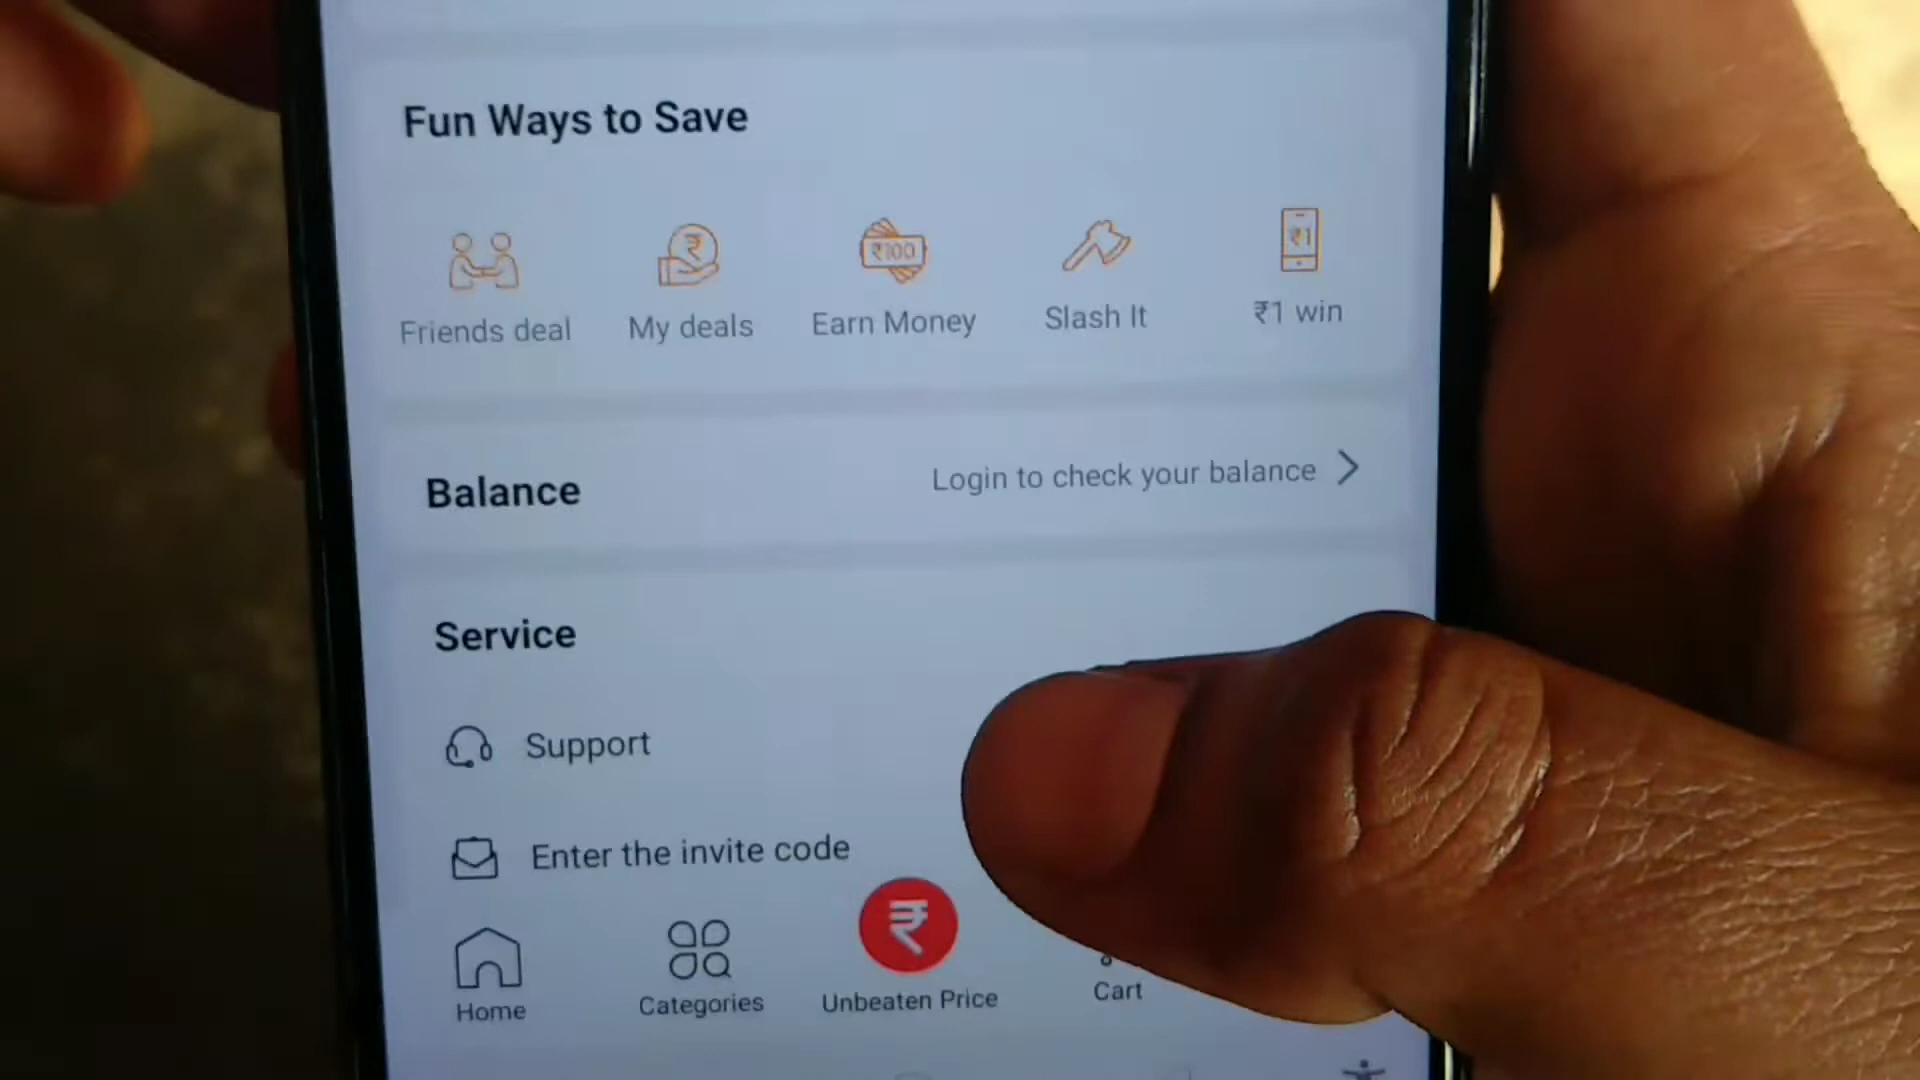 Fun Ways to Save
₹100
₹1
Friends deal
My deals
Earn Money
Slash It
₹1 win
Balance
Login to check your balance
Service
Support
Enter the invite code
₹
Home
Categories
Unbeaten Price
Cart